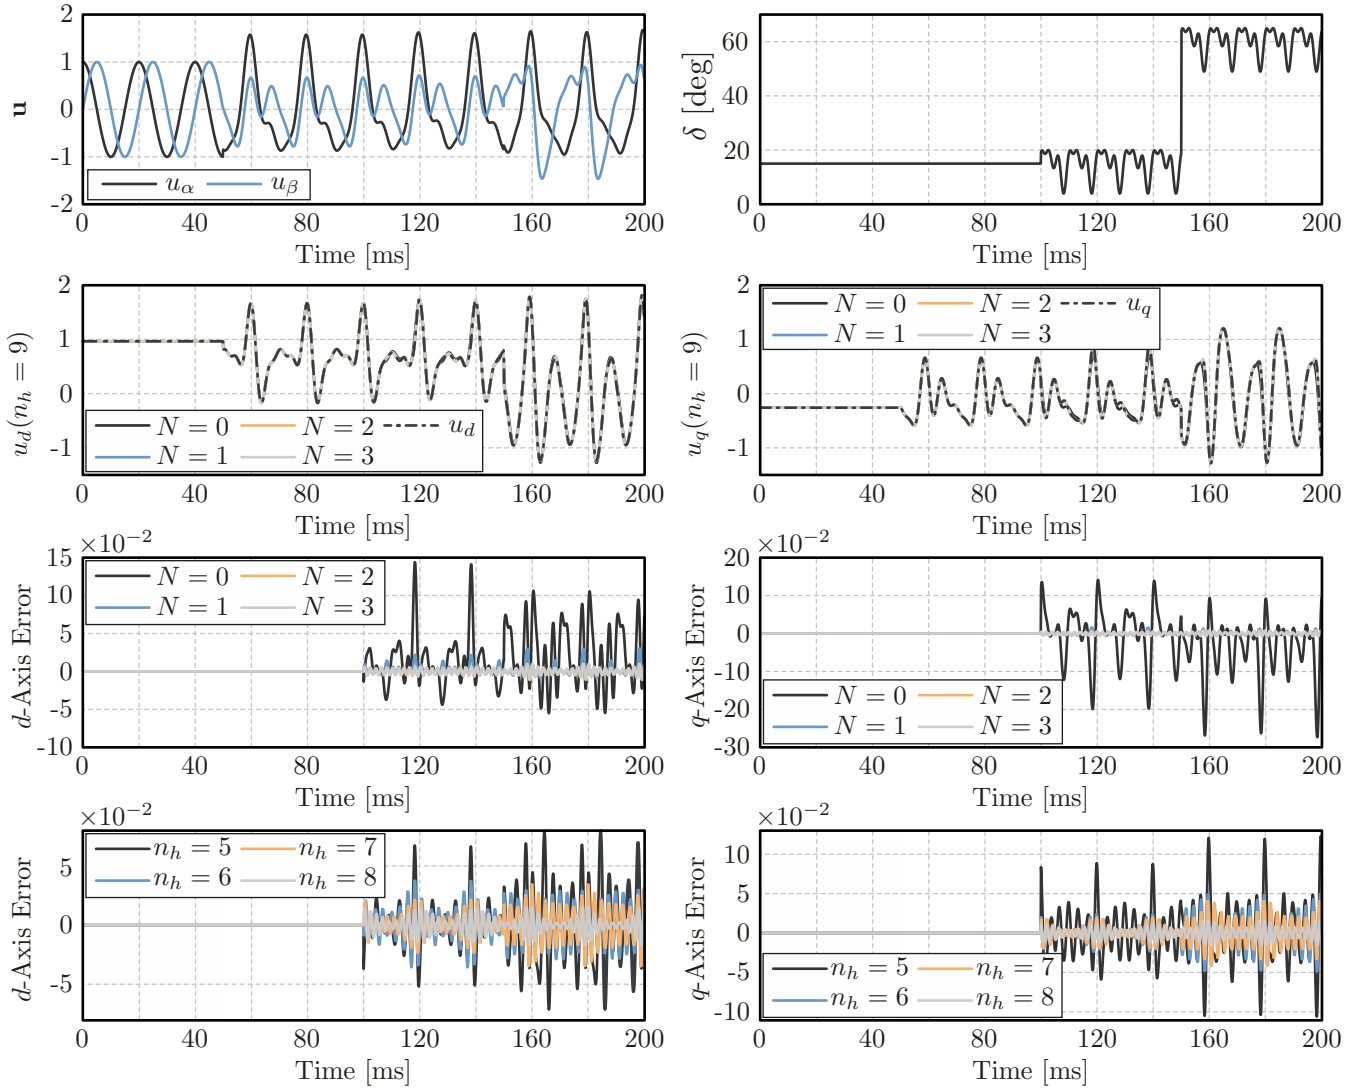 u
2
1
0
-1
-2
u_α u_β
0 40 80 120 160 200
Time [ms]
δ [deg]
60
40
20
0
0 40 80 120 160 200
Time [ms]
u_d(n_h = 9)
2
1
0
-1
N = 0 N = 2 u_d
N = 1 N = 3
0 40 80 120 160 200
Time [ms]
u_q(n_h = 9)
2
1
0
-1
N = 0 N = 2 u_q
N = 1 N = 3
0 40 80 120 160 200
Time [ms]
×10⁻²
d-Axis Error
15
10
5
0
-5
-10
N = 0 N = 2
N = 1 N = 3
0 40 80 120 160 200
Time [ms]
×10⁻²
q-Axis Error
20
10
0
-10
-20
-30
N = 0 N = 2
N = 1 N = 3
0 40 80 120 160 200
Time [ms]
×10⁻²
d-Axis Error
5
0
-5
n_h = 5 n_h = 7
n_h = 6 n_h = 8
0 40 80 120 160 200
Time [ms]
×10⁻²
q-Axis Error
10
5
0
-5
-10
n_h = 5 n_h = 7
n_h = 6 n_h = 8
0 40 80 120 160 200
Time [ms]